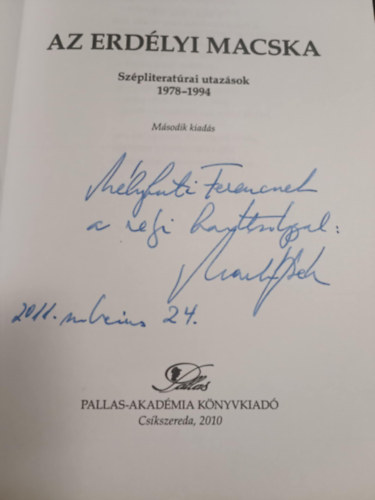 AZ ERDÉLYI MACSKA
Szépliteratúrai utazások
1978–1994
Második kiadás
Mélykuti Ferencnek
a régi barátsággal:
2011. március 24.
Pallas
PALLAS-AKADÉMIA KÖNYVKIADÓ
Csíkszereda, 2010